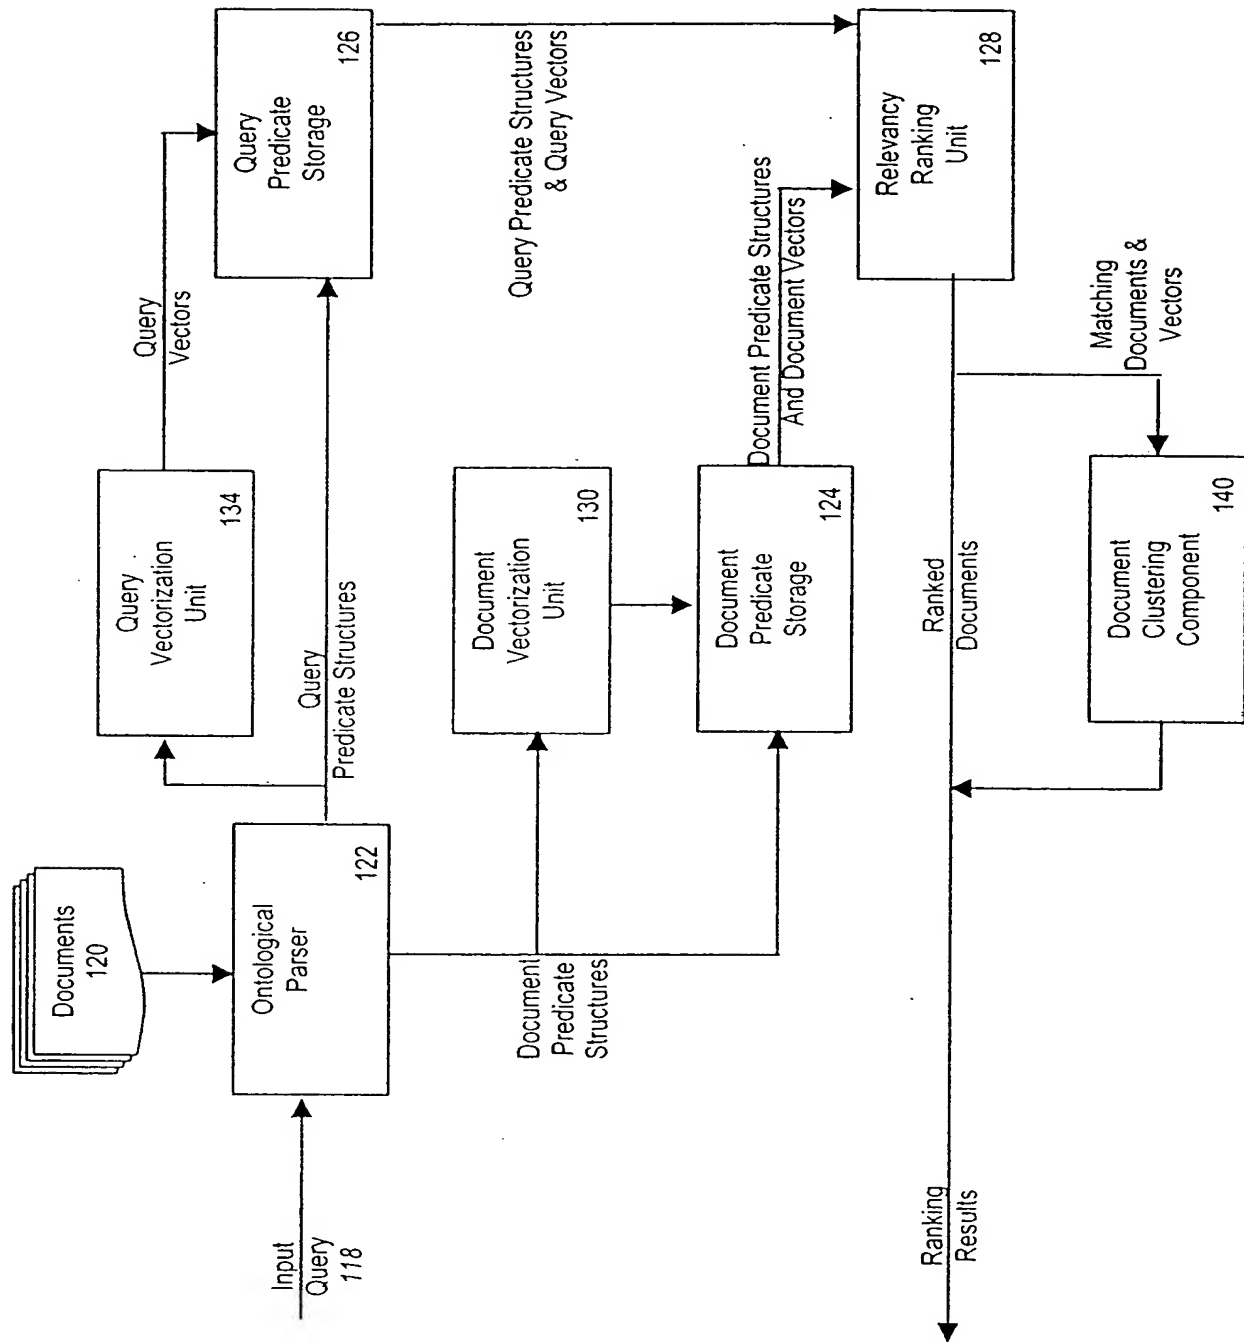 Documents
120
Input
Query
118
Ontological
Parser
122
Query
Vectorization
Unit
134
Query
Vectors
Query
Predicate Structures
Query
Predicate
Storage
126
Document
Predicate
Structures
Document
Vectorization
Unit
130
Document
Predicate
Storage
124
Query Predicate Structures
& Query Vectors
Document Predicate Structures
And Document Vectors
Relevancy
Ranking
Unit
128
Ranked
Documents
Matching
Documents &
Vectors
Document
Clustering
Component
140
Ranking
Results